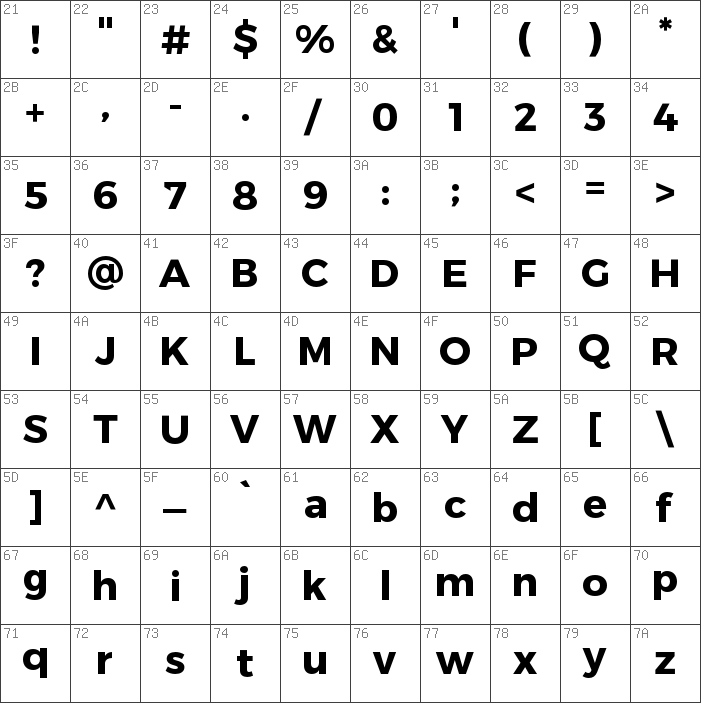 21 22 23 24 25 26 27 28 29 2A
! " # $ % & ' ( ) *
2B 2C 2D 2E 2F 30 31 32 33 34
+ , - . / 0 1 2 3 4
35 36 37 38 39 3A 3B 3C 3D 3E
5 6 7 8 9 : ; < = >
3F 40 41 42 43 44 45 46 47 48
? @ A B C D E F G H
49 4A 4B 4C 4D 4E 4F 50 51 52
I J K L M N O P Q R
53 54 55 56 57 58 59 5A 5B 5C
S T U V W X Y Z [ \
5D 5E 5F 60 61 62 63 64 65 66
] ^ _ ` a b c d e f
67 68 69 6A 6B 6C 6D 6E 6F 70
g h i j k l m n o p
71 72 73 74 75 76 77 78 79 7A
q r s t u v w x y z